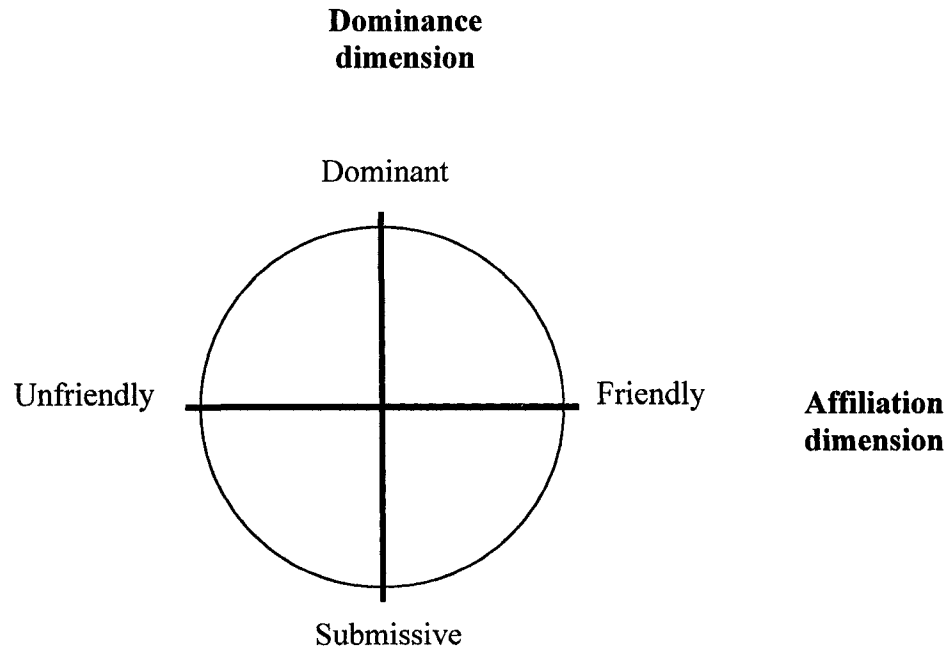 Dominance
dimension
Dominant
Unfriendly
Friendly
Affiliation
dimension
Submissive